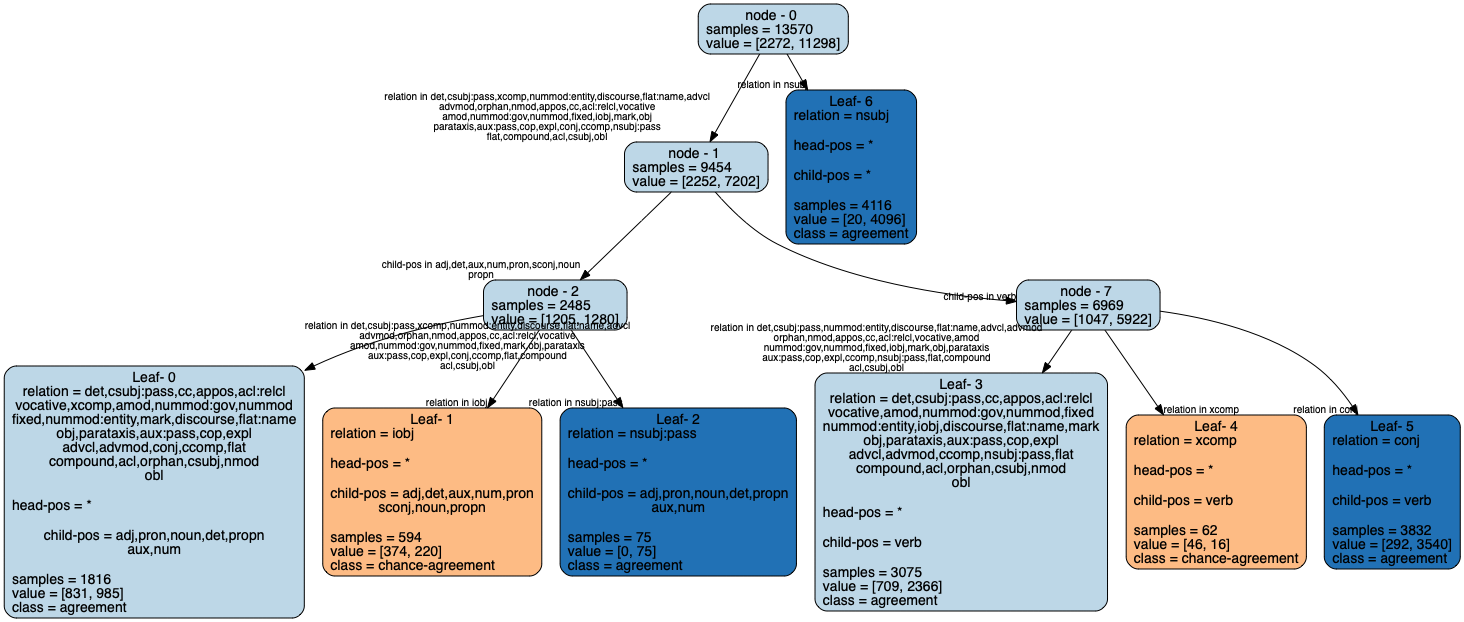 node - 0
samples = 13570
value = [2272, 11298]
relation in det,csubj:pass,xcomp,nummod:entity,discourse,flat:name,advcl
advmod,orphan,nmod,appos,cc,acl:relcl,vocative
amod,nummod:gov,nummod,fixed,iobj,mark,obj
parataxis,aux:pass,cop,expl,conj,ccomp,nsubj:pass
flat,compound,acl,csubj,obl
relation in nsubj
Leaf- 6
relation = nsubj
head-pos = *
child-pos = *
samples = 4116
value = [20, 4096]
class = agreement
node - 1
samples = 9454
value = [2252, 7202]
child-pos in adj,det,aux,num,pron,sconj,noun
propn
node - 2
samples = 2485
value = [1205, 1280]
child-pos in verb
node - 7
samples = 6969
value = [1047, 5922]
relation in det,csubj:pass,xcomp,nummod:entity,discourse,flat:name,advcl
advmod,orphan,nmod,appos,cc,acl:relcl,vocative
amod,nummod:gov,nummod,fixed,mark,obj,parataxis
aux:pass,cop,expl,conj,ccomp,flat,compound
acl,csubj,obl
relation in iobj
relation in nsubj:pass
relation in det,csubj:pass,nummod:entity,discourse,flat:name,advcl,advmod
orphan,nmod,appos,cc,acl:relcl,vocative,amod
nummod:gov,nummod,fixed,iobj,mark,obj,parataxis
aux:pass,cop,expl,ccomp,nsubj:pass,flat,compound
acl,csubj,obl
relation in xcomp
relation in conj
Leaf- 0
relation = det,csubj:pass,cc,appos,acl:relcl
vocative,xcomp,amod,nummod:gov,nummod
fixed,nummod:entity,mark,discourse,flat:name
obj,parataxis,aux:pass,cop,expl
advcl,advmod,conj,ccomp,flat
compound,acl,orphan,csubj,nmod
obl
head-pos = *
child-pos = adj,pron,noun,det,propn
aux,num
samples = 1816
value = [831, 985]
class = agreement
Leaf- 1
relation = iobj
head-pos = *
child-pos = adj,det,aux,num,pron
sconj,noun,propn
samples = 594
value = [374, 220]
class = chance-agreement
Leaf- 2
relation = nsubj:pass
head-pos = *
child-pos = adj,pron,noun,det,propn
aux,num
samples = 75
value = [0, 75]
class = agreement
Leaf- 3
relation = det,csubj:pass,cc,appos,acl:relcl
vocative,amod,nummod:gov,nummod,fixed
nummod:entity,iobj,discourse,flat:name,mark
obj,parataxis,aux:pass,cop,expl
advcl,advmod,ccomp,nsubj:pass,flat
compound,acl,orphan,csubj,nmod
obl
head-pos = *
child-pos = verb
samples = 3075
value = [709, 2366]
class = agreement
Leaf- 4
relation = xcomp
head-pos = *
child-pos = verb
samples = 62
value = [46, 16]
class = chance-agreement
Leaf- 5
relation = conj
head-pos = *
child-pos = verb
samples = 3832
value = [292, 3540]
class = agreement